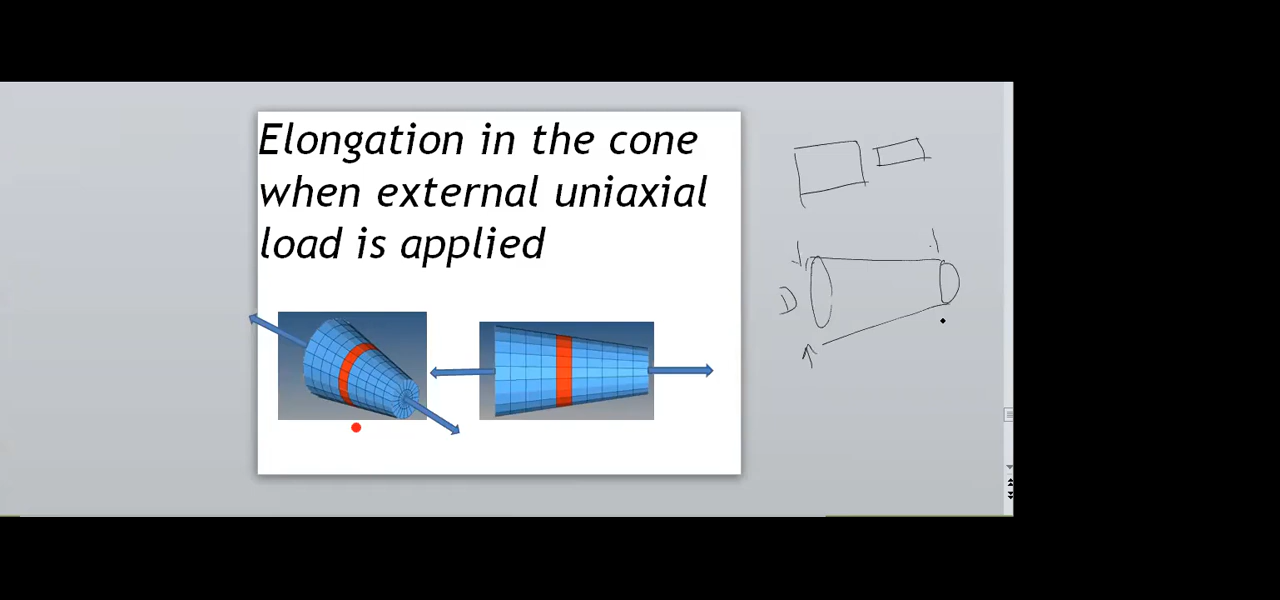 Elongation in the cone
when external uniaxial
load is applied
D